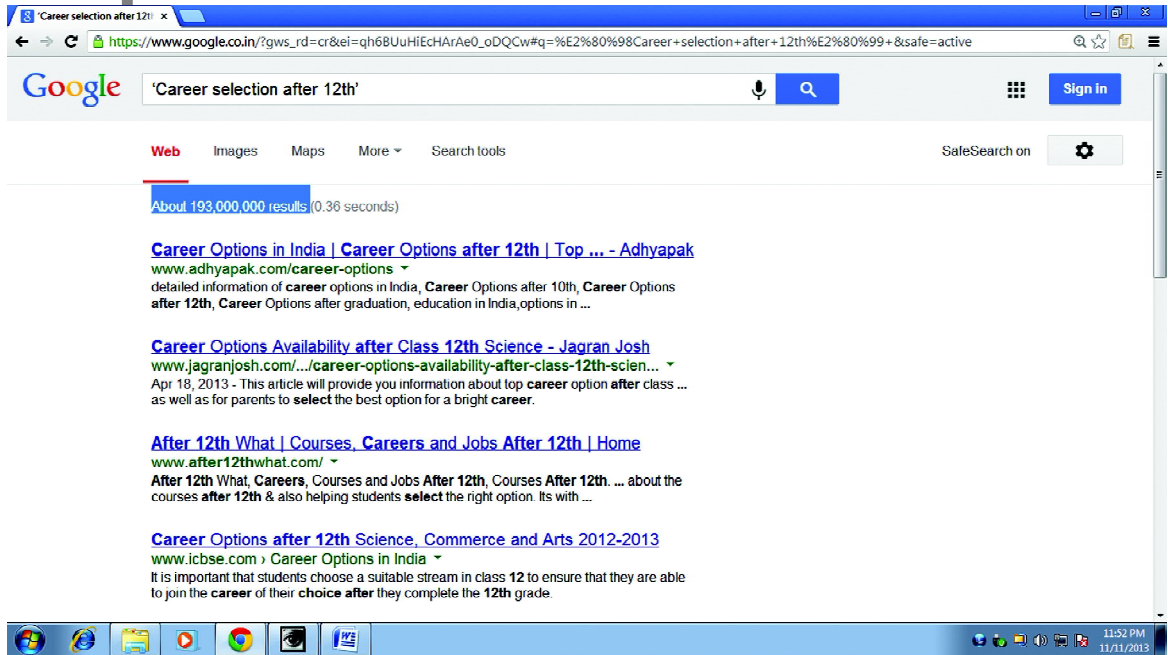 'Career selection after 12th'
https://www.google.co.in/?gws_rd=cr&ei=qh6BUuHiEcHArAe0_oDQCw#q=%E2%80%98Career+selection+after+12th%E2%80%99+&safe=active
Google 'Career selection after 12th' Sign in
Web Images Maps More Search tools SafeSearch on
About 193,000,000 results (0.36 seconds)
Career Options in India | Career Options after 12th | Top ... - Adhyapak
www.adhyapak.com/career-options
detailed information of career options in India, Career Options after 10th, Career Options
after 12th, Career Options after graduation, education in India,options in ...
Career Options Availability after Class 12th Science - Jagran Josh
www.jagranjosh.com/.../career-options-availability-after-class-12th-scien...
Apr 18, 2013 - This article will provide you information about top career option after class ...
as well as for parents to select the best option for a bright career.
After 12th What | Courses, Careers and Jobs After 12th | Home
www.after12thwhat.com/
After 12th What, Careers, Courses and Jobs After 12th, Courses After 12th. ... about the
courses after 12th & also helping students select the right option. Its with ...
Career Options after 12th Science, Commerce and Arts 2012-2013
www.icbse.com › Career Options in India
It is important that students choose a suitable stream in class 12 to ensure that they are able
to join the career of their choice after they complete the 12th grade.
11:52 PM
11/11/2013